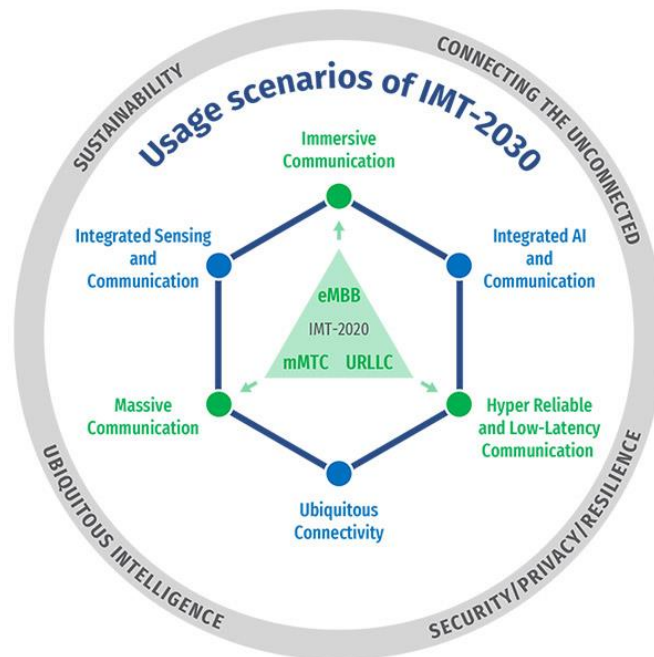 SUSTAINABILITY
CONNECTING THE UNCONNECTED
Usage scenarios of IMT-2030
Immersive
Communication
Integrated Sensing
and
Communication
Integrated AI
and
Communication
eMBB
IMT-2020
mMTC URLLC
Massive
Communication
Hyper Reliable
and Low-Latency
Communication
Ubiquitous
Connectivity
UBIQUITOUS INTELLIGENCE
SECURITY/PRIVACY/RESILIENCE